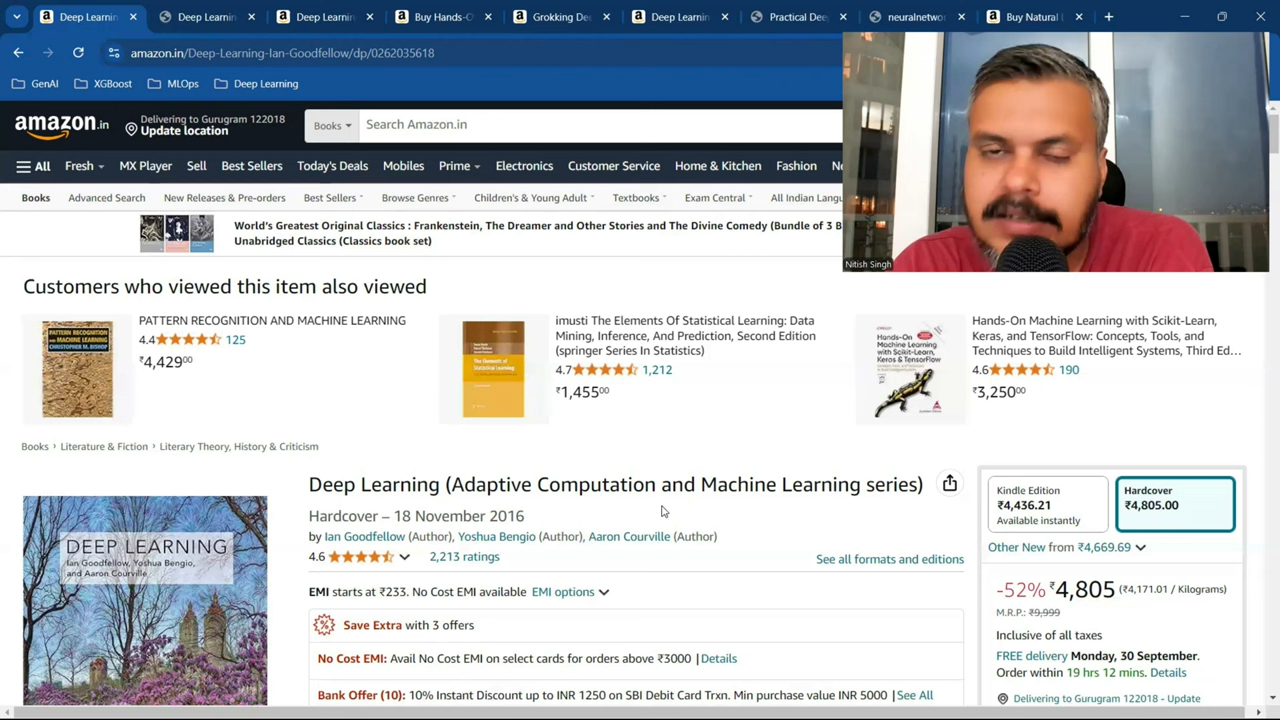 Deep Learnin
Deep Learnin
Deep Learnin
Buy Hands-O
Grokking De
Deep Learnin
Practical Dee
neuralnetwor
Buy Natural
amazon.in/Deep-Learning-Ian-Goodfellow/dp/0262035618
GenAI
XGBoost
MLOps
Deep Learning
amazon.in
Delivering to Gurugram 122018
Update location
Books
Search Amazon.in
All
Fresh
MX Player
Sell
Best Sellers
Today's Deals
Mobiles
Prime
Electronics
Customer Service
Home & Kitchen
Fashion
Books
Advanced Search
New Releases & Pre-orders
Best Sellers
Browse Genres
Children's & Young Adult
Textbooks
Exam Central
All Indian Langu
Nitish Singh
World's Greatest Original Classics : Frankenstein, The Dreamer and Other Stories and The Divine Comedy (Bundle of 3 B
Unabridged Classics (Classics book set)
Customers who viewed this item also viewed
PATTERN RECOGNITION AND MACHINE LEARNING
4.4 125
₹4,42900
imusti The Elements Of Statistical Learning: Data
Mining, Inference, And Prediction, Second Edition
(springer Series In Statistics)
4.7 1,212
₹1,45500
Hands-On
Machine Learning
with Scikit-Learn,
Keras & TensorFlow
Hands-On Machine Learning with Scikit-Learn,
Keras, and TensorFlow: Concepts, Tools, and
Techniques to Build Intelligent Systems, Third Ed...
4.6 190
₹3,25000
Books › Literature & Fiction › Literary Theory, History & Criticism
DEEP LEARNING
Ian Goodfellow, Yoshua Bengio,
and Aaron Courville
Deep Learning (Adaptive Computation and Machine Learning series)
Hardcover – 18 November 2016
by Ian Goodfellow (Author), Yoshua Bengio (Author), Aaron Courville (Author)
4.6 2,213 ratings
See all formats and editions
EMI starts at ₹233. No Cost EMI available EMI options
Save Extra with 3 offers
No Cost EMI: Avail No Cost EMI on select cards for orders above ₹3000 | Details
Bank Offer (10): 10% Instant Discount up to INR 1250 on SBI Debit Card Trxn. Min purchase value INR 5000 | See All
Kindle Edition
₹4,436.21
Available instantly
Hardcover
₹4,805.00
Other New from ₹4,669.69
-52% ₹4,805 (₹4,171.01 / Kilograms)
M.R.P.: ₹9,999
Inclusive of all taxes
FREE delivery Monday, 30 September.
Order within 19 hrs 12 mins. Details
Delivering to Gurugram 122018 - Update